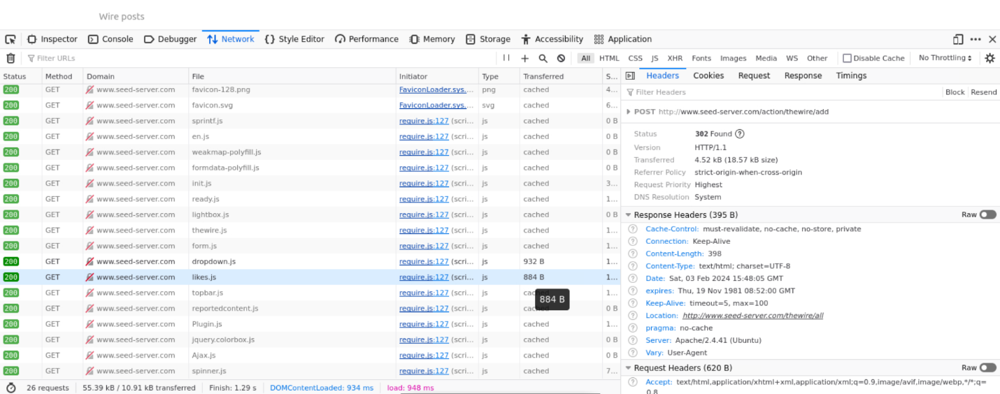 Wire posts
Inspector Console Debugger Network Style Editor Performance Memory Storage Accessibility Application
Filter URLs All HTML CSS JS XHR Fonts Images Media WS Other Disable Cache No Throttling
Status Method Domain File Initiator Type Transferred S...
200 GET www.seed-server.com favicon-128.png FaviconLoader.sys.... png cached 4...
200 GET www.seed-server.com favicon.svg FaviconLoader.sys.... svg cached 6...
200 GET www.seed-server.com sprintf.js require.js:127 (scri... js cached 0 B
200 GET www.seed-server.com en.js require.js:127 (scri... js cached 0 B
200 GET www.seed-server.com weakmap-polyfill.js require.js:127 (scri... js cached 0 B
200 GET www.seed-server.com formdata-polyfill.js require.js:127 (scri... js cached 0 B
200 GET www.seed-server.com init.js require.js:127 (scri... js cached 3...
200 GET www.seed-server.com ready.js require.js:127 (scri... js cached 1...
200 GET www.seed-server.com lightbox.js require.js:127 (scri... js cached 0 B
200 GET www.seed-server.com thewire.js require.js:127 (scri... js cached 1...
200 GET www.seed-server.com form.js require.js:127 (scri... js cached 1...
200 GET www.seed-server.com dropdown.js require.js:127 (scri... js 932 B 1...
200 GET www.seed-server.com likes.js require.js:127 (scri... js 884 B 1...
200 GET www.seed-server.com topbar.js require.js:127 (scri... js 1...
884 B
200 GET www.seed-server.com reportedcontent.js require.js:127 (scri... js 0 B
200 GET www.seed-server.com Plugin.js require.js:127 (scri... js cached 1...
200 GET www.seed-server.com jquery.colorbox.js require.js:127 (scri... js cached 0 B
200 GET www.seed-server.com Ajax.js require.js:127 (scri... js cached 0 B
200 GET www.seed-server.com spinner.js require.js:127 (scri... js cached 7...
26 requests 55.39 kB / 10.91 kB transferred Finish: 1.29 s DOMContentLoaded: 934 ms load: 948 ms
Headers Cookies Request Response Timings
Filter Headers Block Resend
POST http://www.seed-server.com/action/thewire/add
Status 302 Found
Version HTTP/1.1
Transferred 4.52 kB (18.57 kB size)
Referrer Policy strict-origin-when-cross-origin
Request Priority Highest
DNS Resolution System
Response Headers (395 B) Raw
Cache-Control: must-revalidate, no-cache, no-store, private
Connection: Keep-Alive
Content-Length: 398
Content-Type: text/html; charset=UTF-8
Date: Sat, 03 Feb 2024 15:48:05 GMT
expires: Thu, 19 Nov 1981 08:52:00 GMT
Keep-Alive: timeout=5, max=100
Location: http://www.seed-server.com/thewire/all
pragma: no-cache
Server: Apache/2.4.41 (Ubuntu)
Vary: User-Agent
Request Headers (620 B) Raw
Accept: text/html,application/xhtml+xml,application/xml;q=0.9,image/avif,image/webp,*/*;q=
0.8